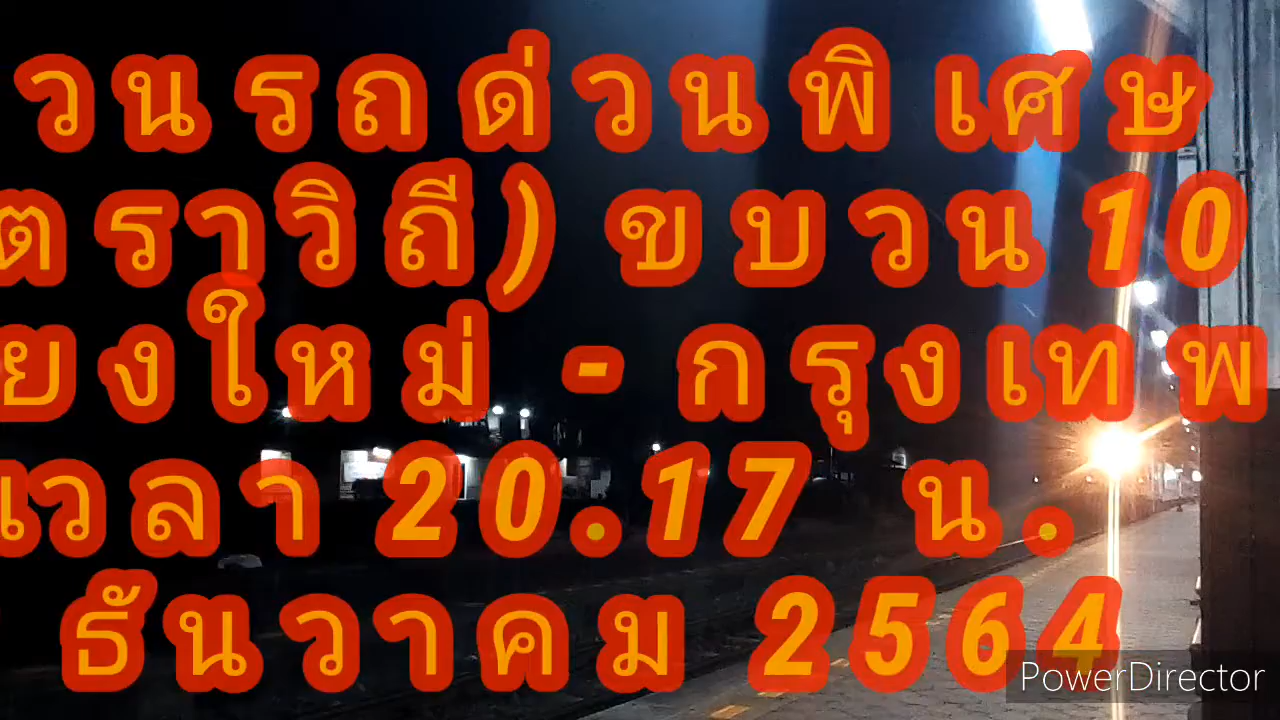 วนรถด่วนพิเศษ
ตราวิถี) ขบวน 10
ยงใหม่ - กรุงเทพ
เวลา 20.17 น.
ธันวาคม 2564
PowerDirector